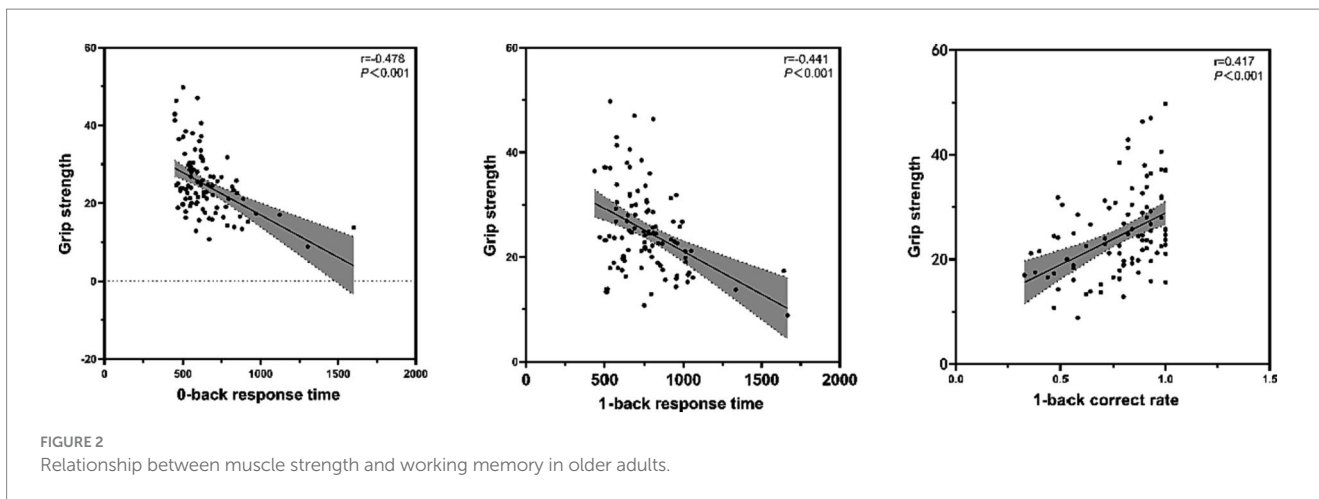 60
40
20
0
-20
Grip strength
r=-0.478
P<0.001
0 500 1000 1500 2000
0-back response time
60
40
20
0
Grip strength
r=-0.441
P<0.001
0 500 1000 1500 2000
1-back response time
60
40
20
0
Grip strength
r=0.417
P<0.001
0.0 0.5 1.0 1.5
1-back correct rate
FIGURE 2
Relationship between muscle strength and working memory in older adults.